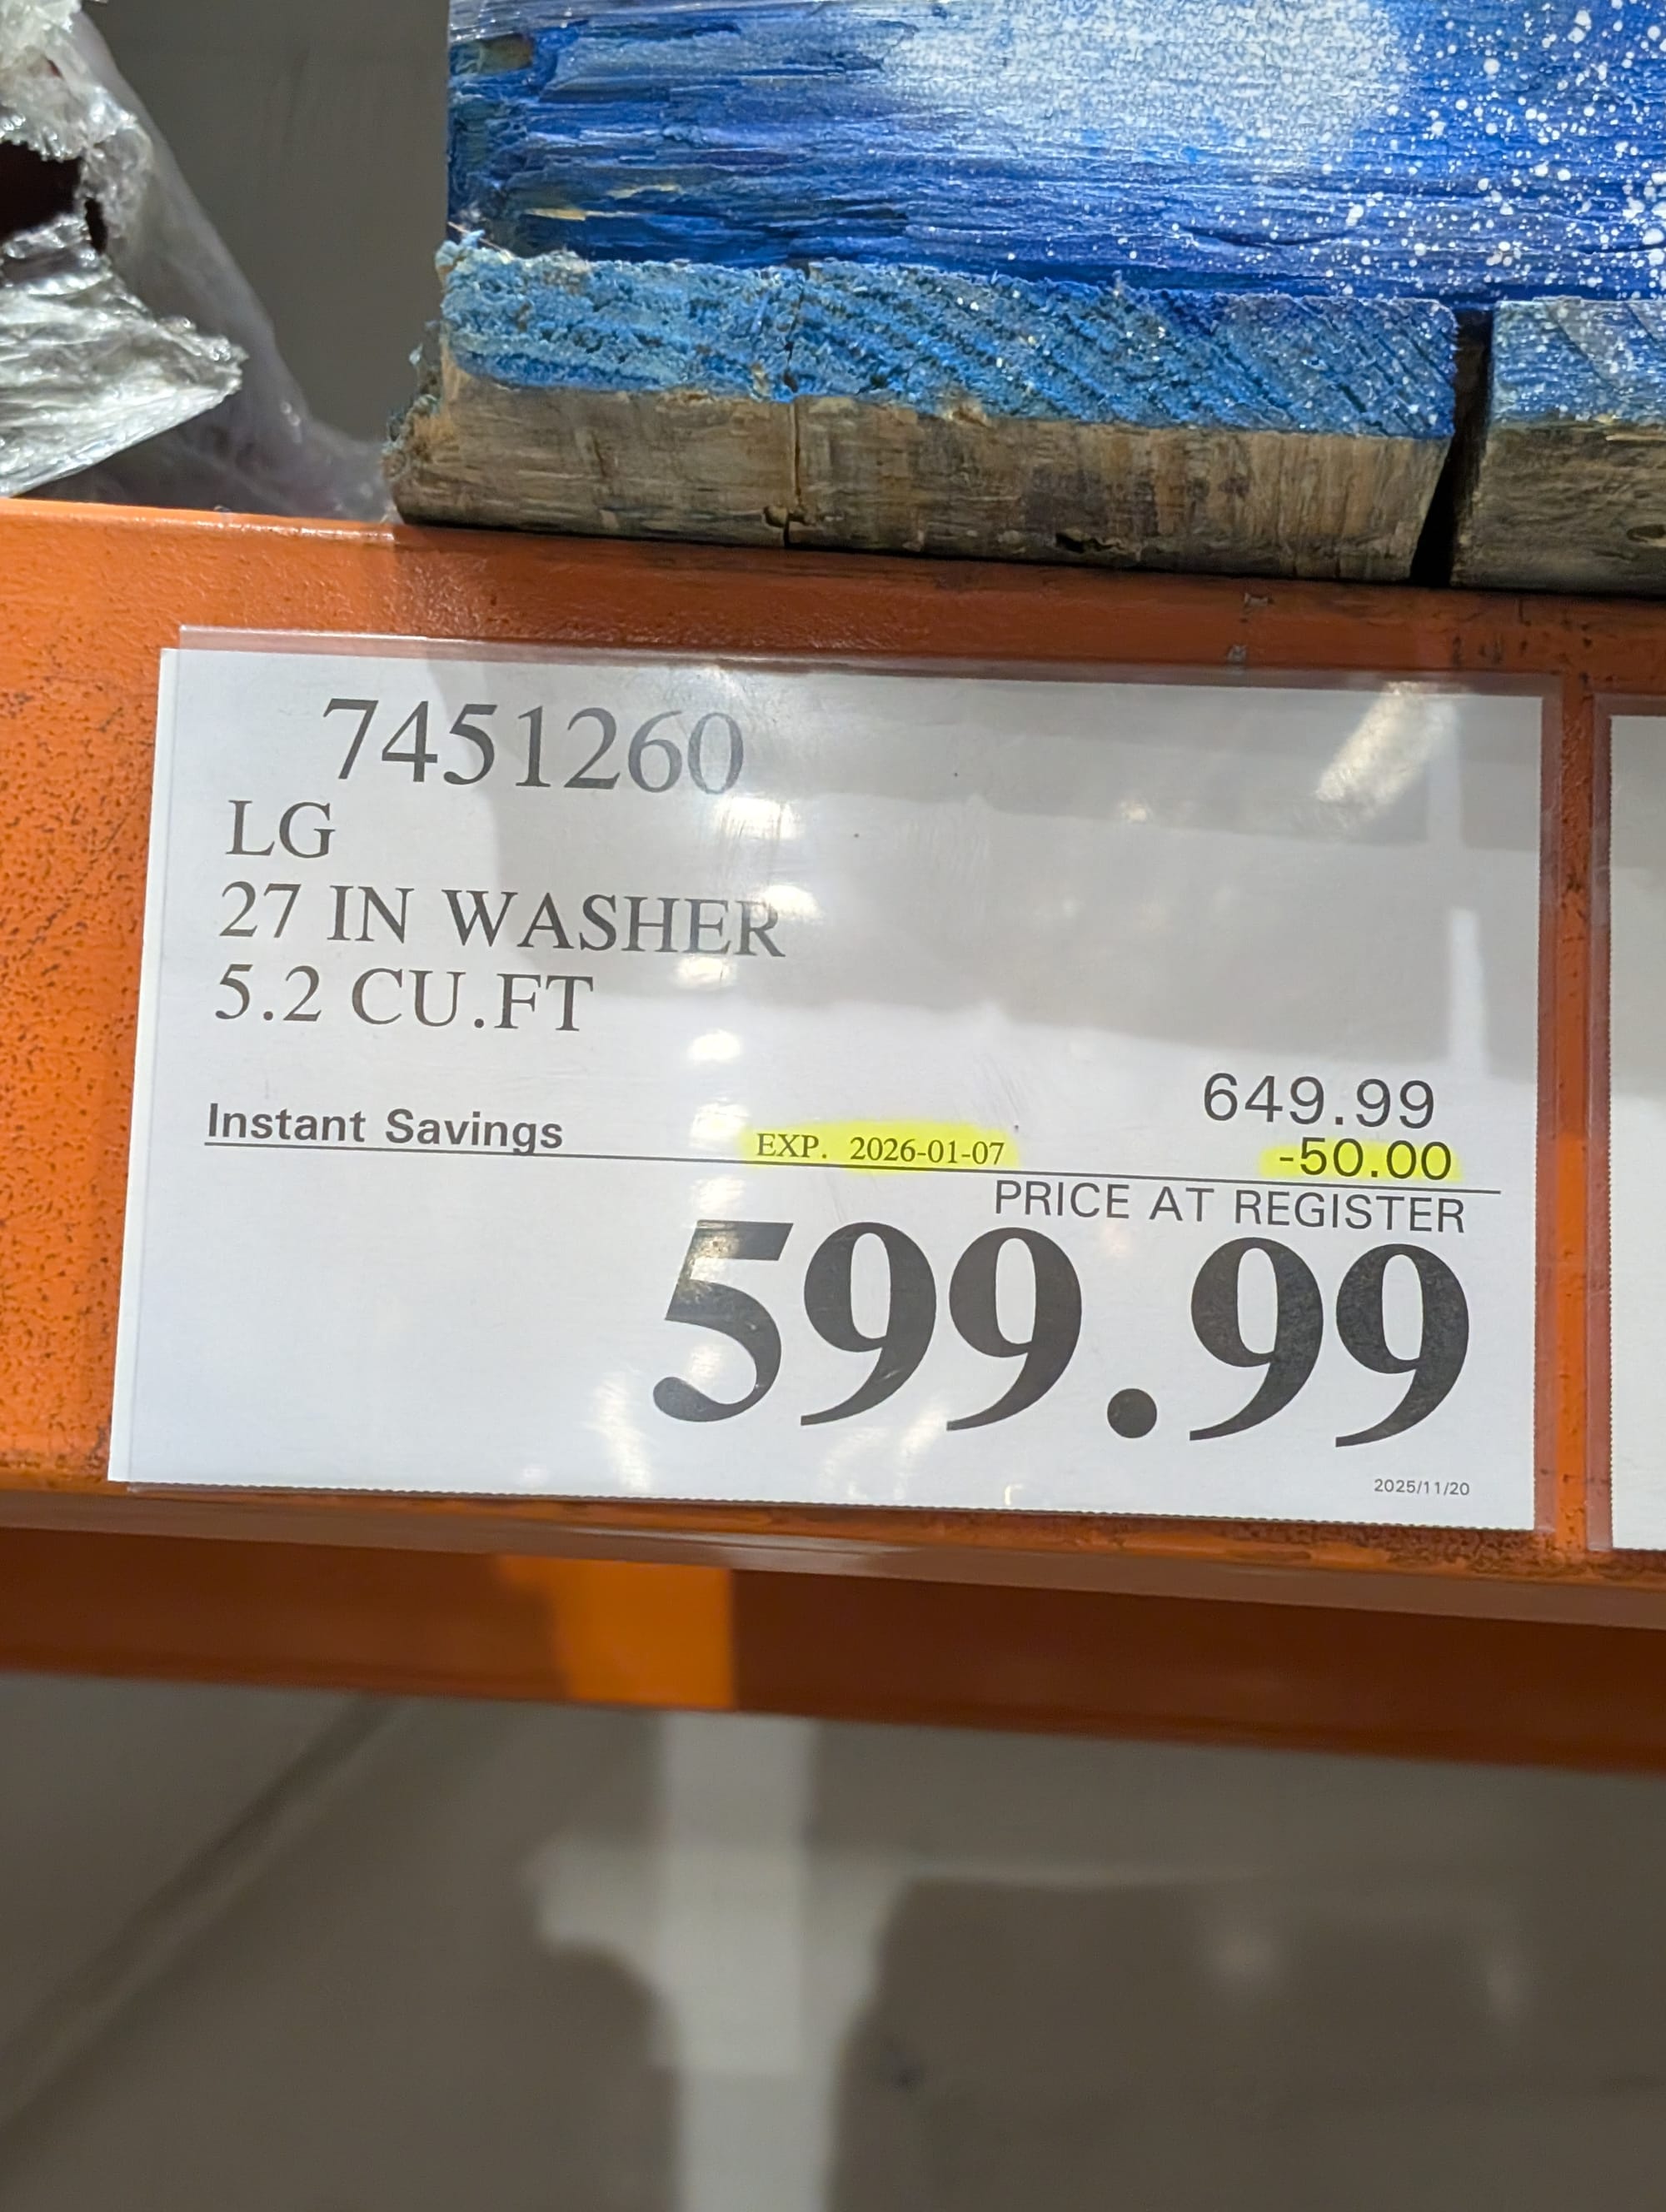 7451260
LG
27 IN WASHER
5.2 CU.FT
649.99
Instant Savings EXP. 2026-01-07 -50.00
PRICE AT REGISTER
599.99
2025/11/20